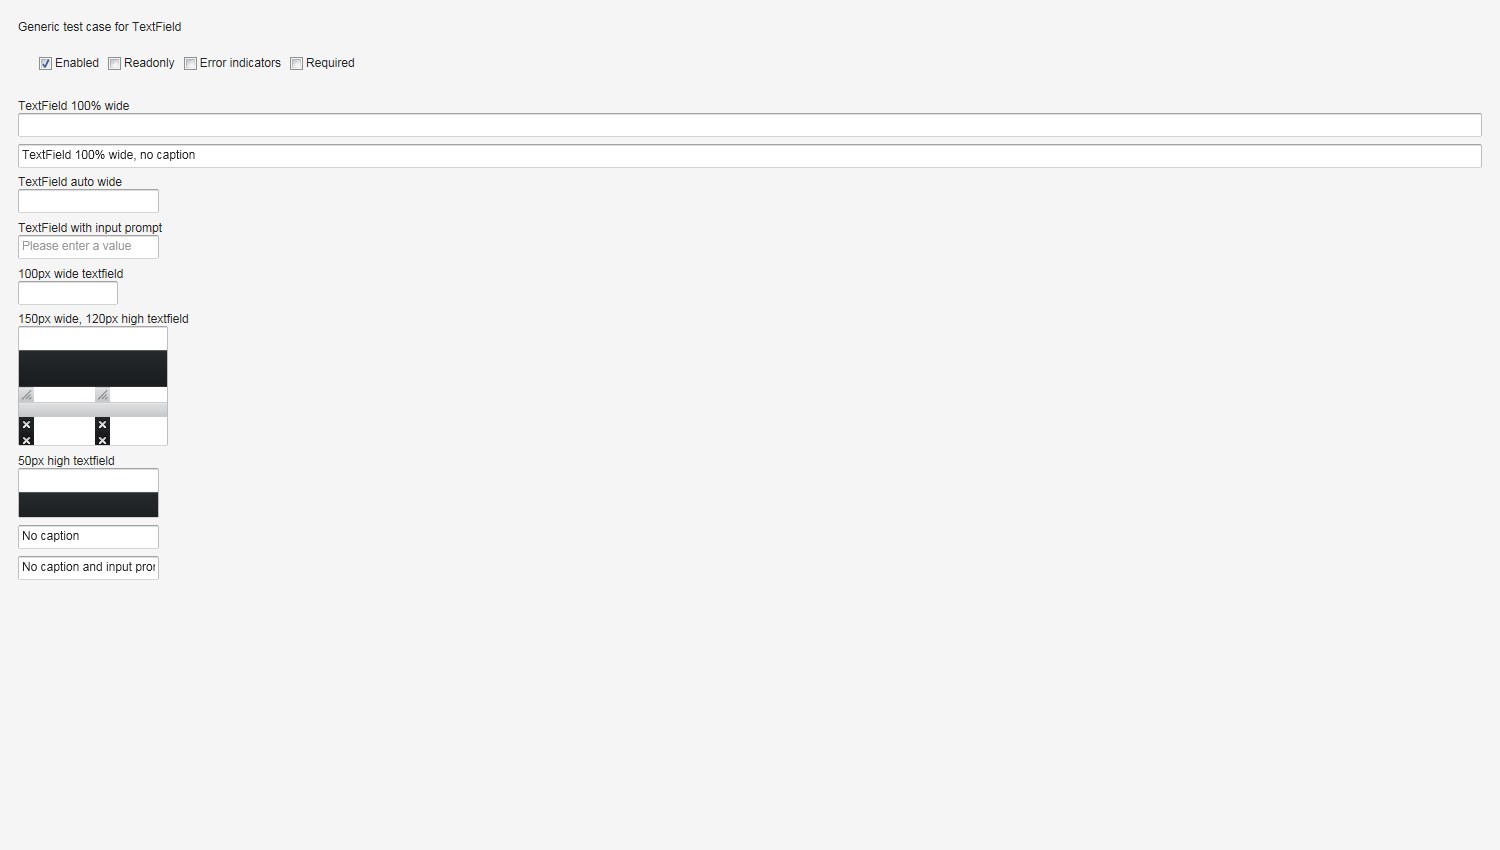 Generic test case for TextField
Enabled Readonly Error indicators Required
TextField 100% wide
TextField 100% wide, no caption
TextField auto wide
TextField with input prompt
Please enter a value
100px wide textfield
150px wide, 120px high textfield
50px high textfield
No caption
No caption and input pro